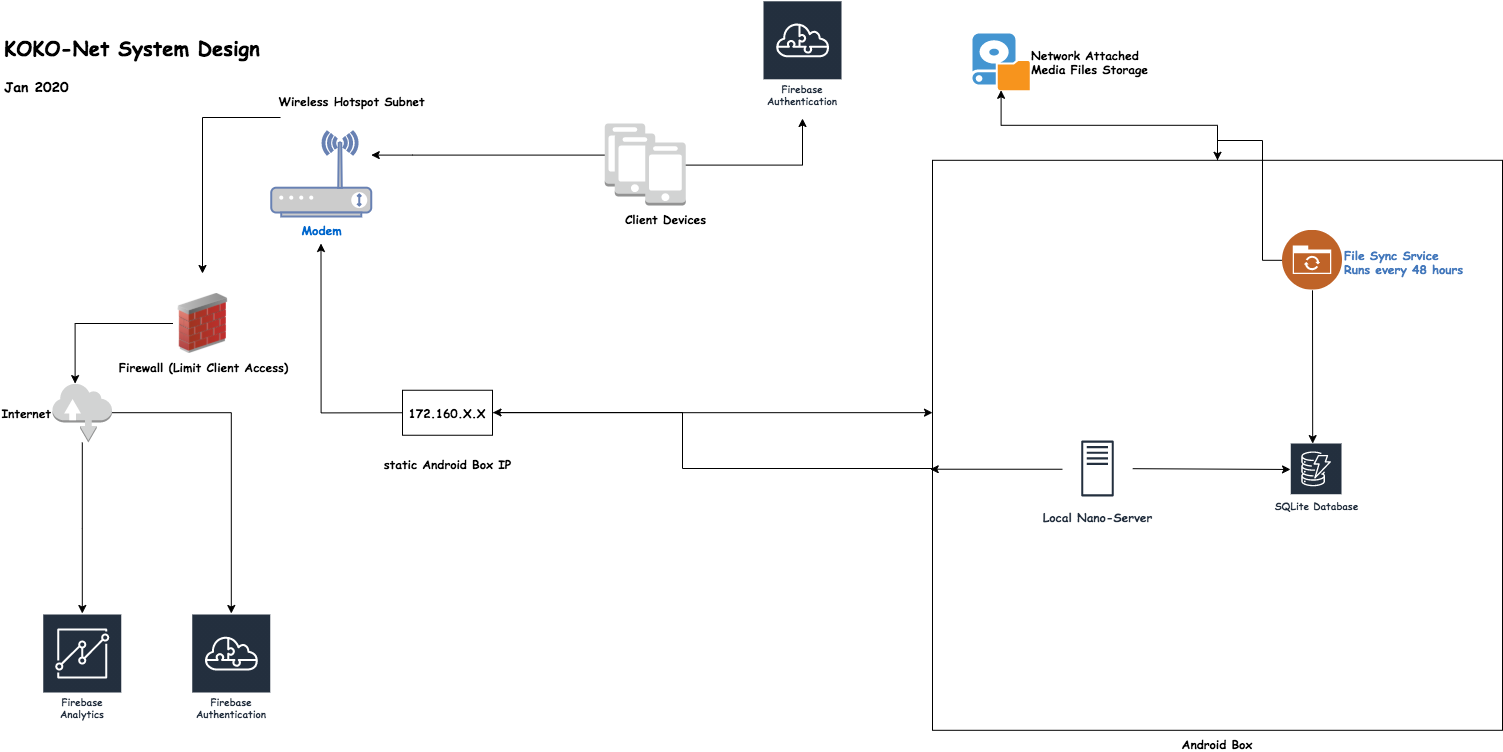 KOKO-Net System Design
Jan 2020
Wireless Hotspot Subnet
Modem
Firebase
Authentication
Client Devices
Network Attached
Media Files Storage
File Sync Srvice
Runs every 48 hours
Firewall (Limit Client Access)
Internet
172.160.X.X
static Android Box IP
Local Nano-Server
SQLite Database
Firebase
Analytics
Firebase
Authentication
Android Box